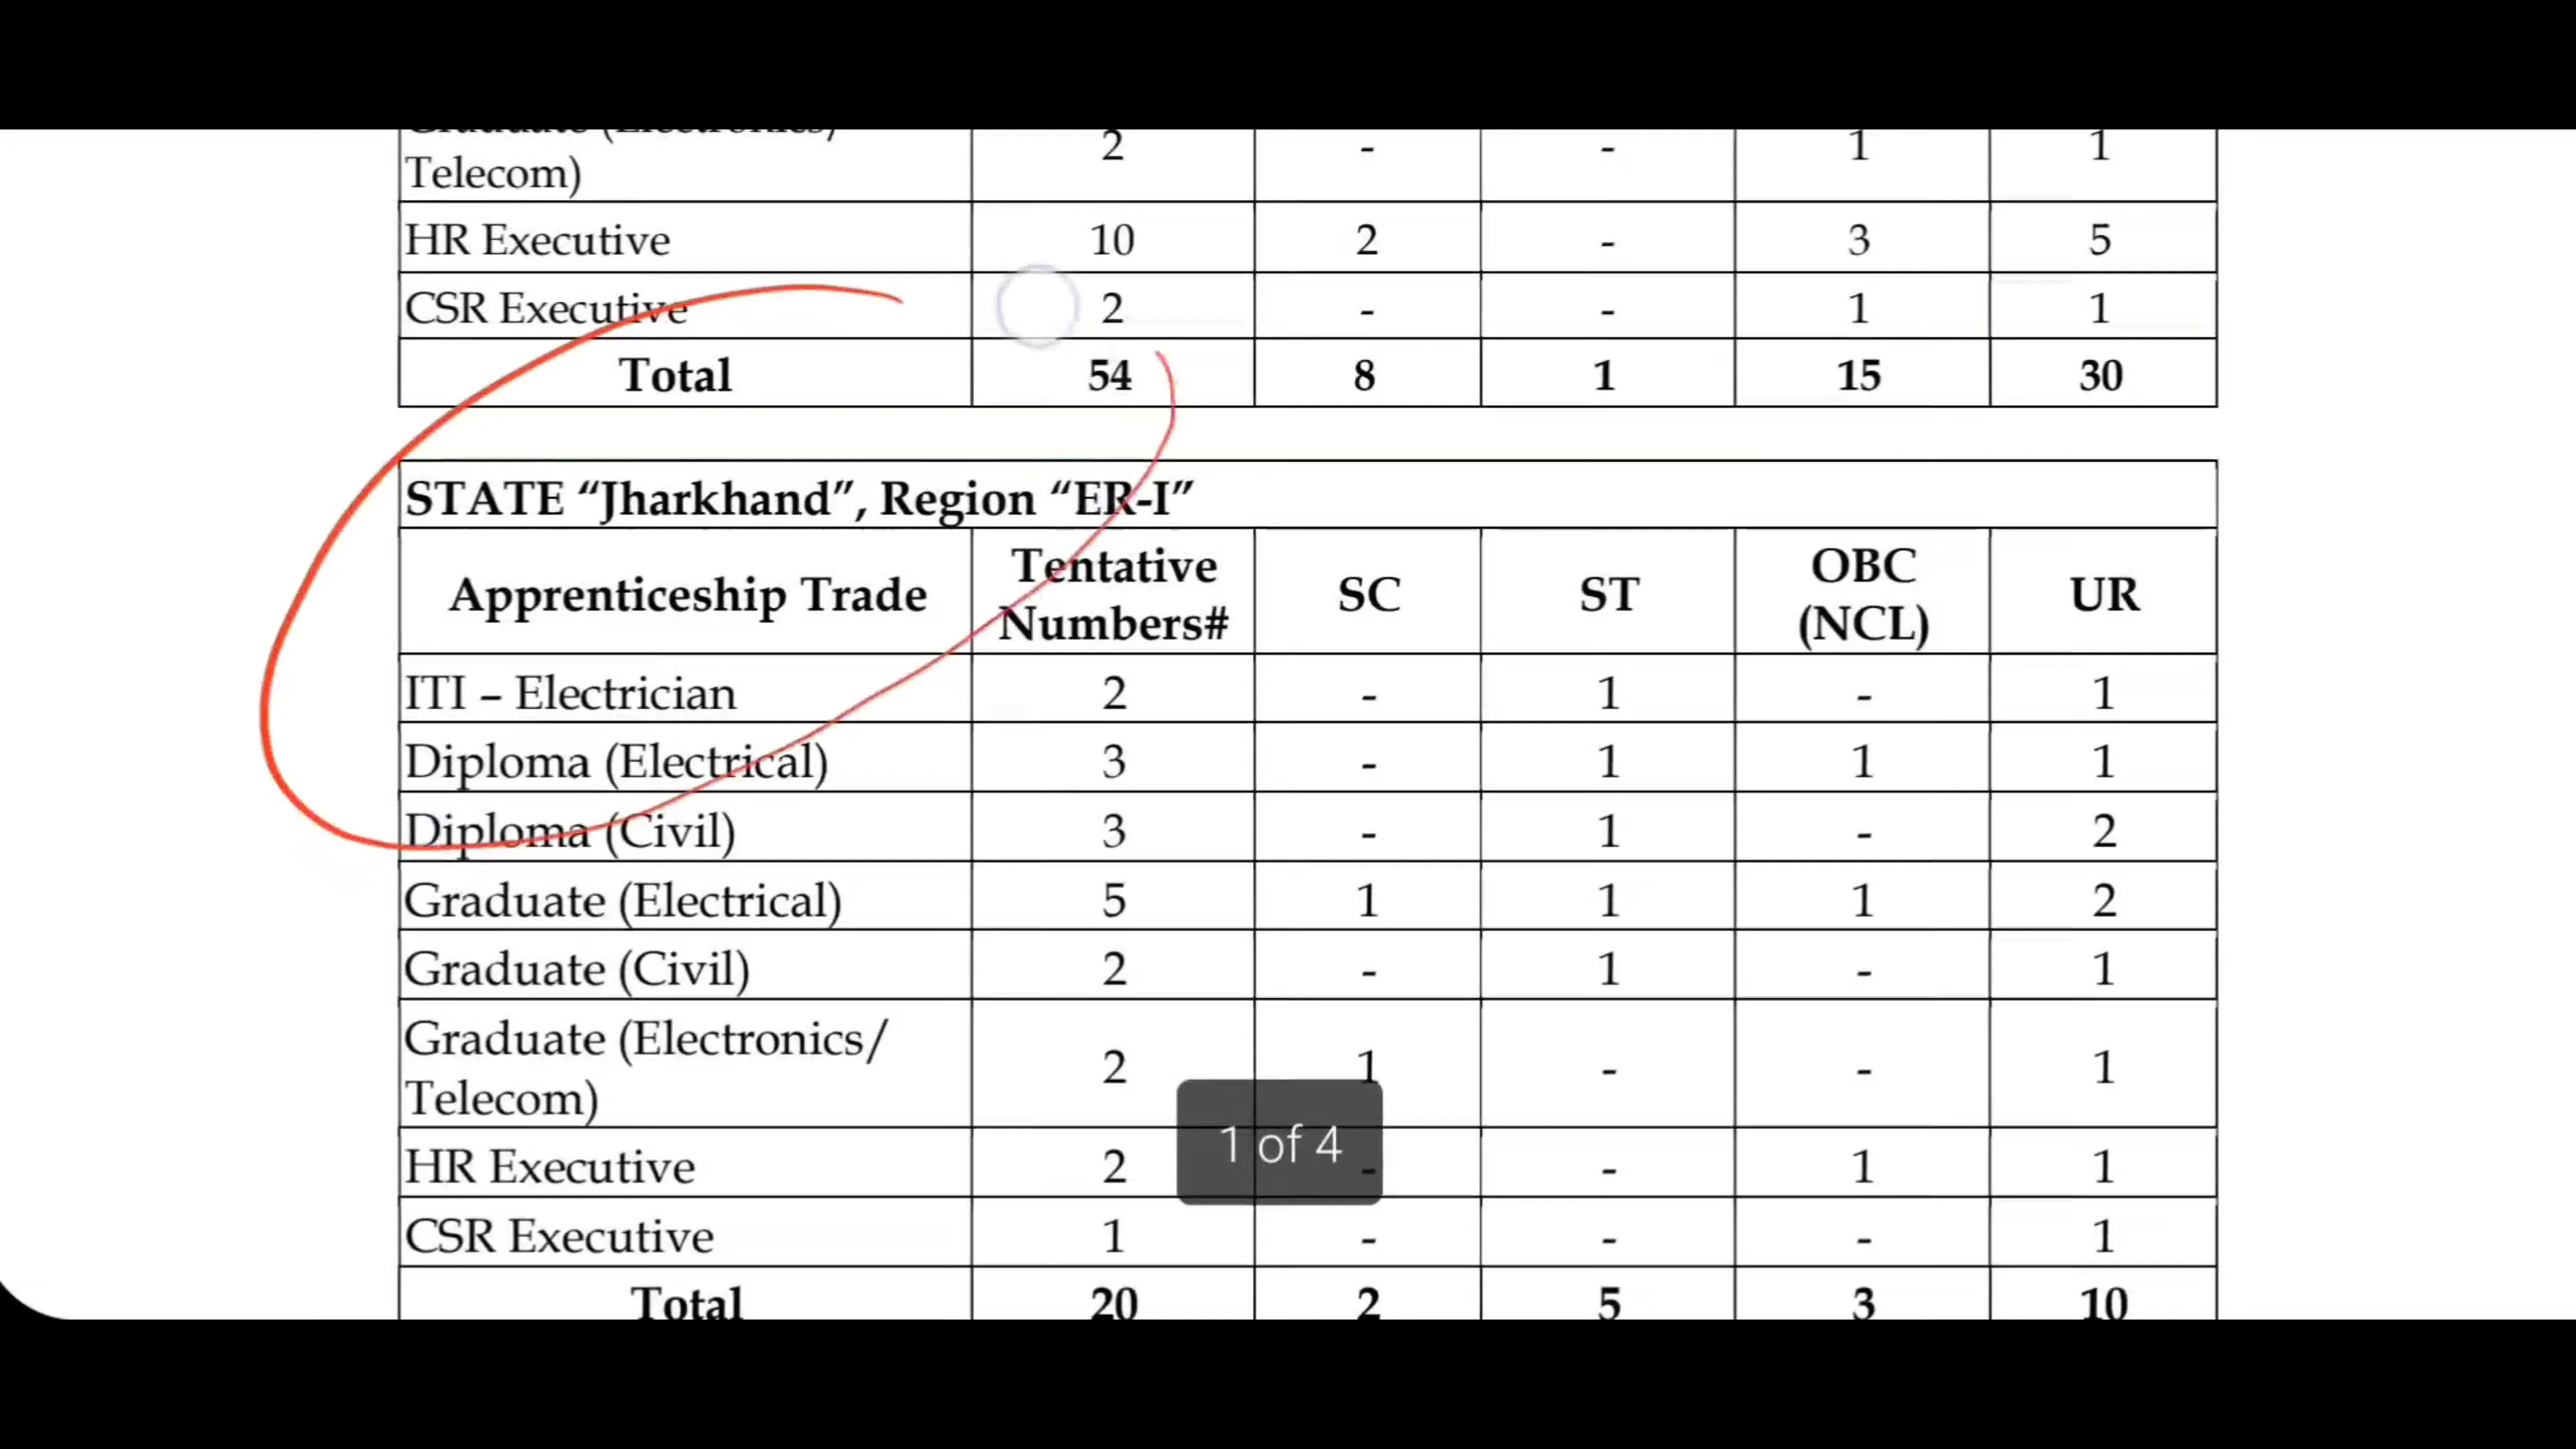 Graduate (Electronics/
Telecom) 2 - - 1 1
HR Executive 10 2 - 3 5
CSR Executive 2 - - 1 1
Total 54 8 1 15 30
STATE “Jharkhand”, Region “ER-I”
Apprenticeship Trade Tentative Numbers# SC ST OBC (NCL) UR
ITI – Electrician 2 - 1 - 1
Diploma (Electrical) 3 - 1 1 1
Diploma (Civil) 3 - 1 - 2
Graduate (Electrical) 5 1 1 1 2
Graduate (Civil) 2 - 1 - 1
Graduate (Electronics/
Telecom) 2 1 - - 1
HR Executive 2 - - 1 1
CSR Executive 1 - - - 1
Total 20 2 5 3 10
1 of 4